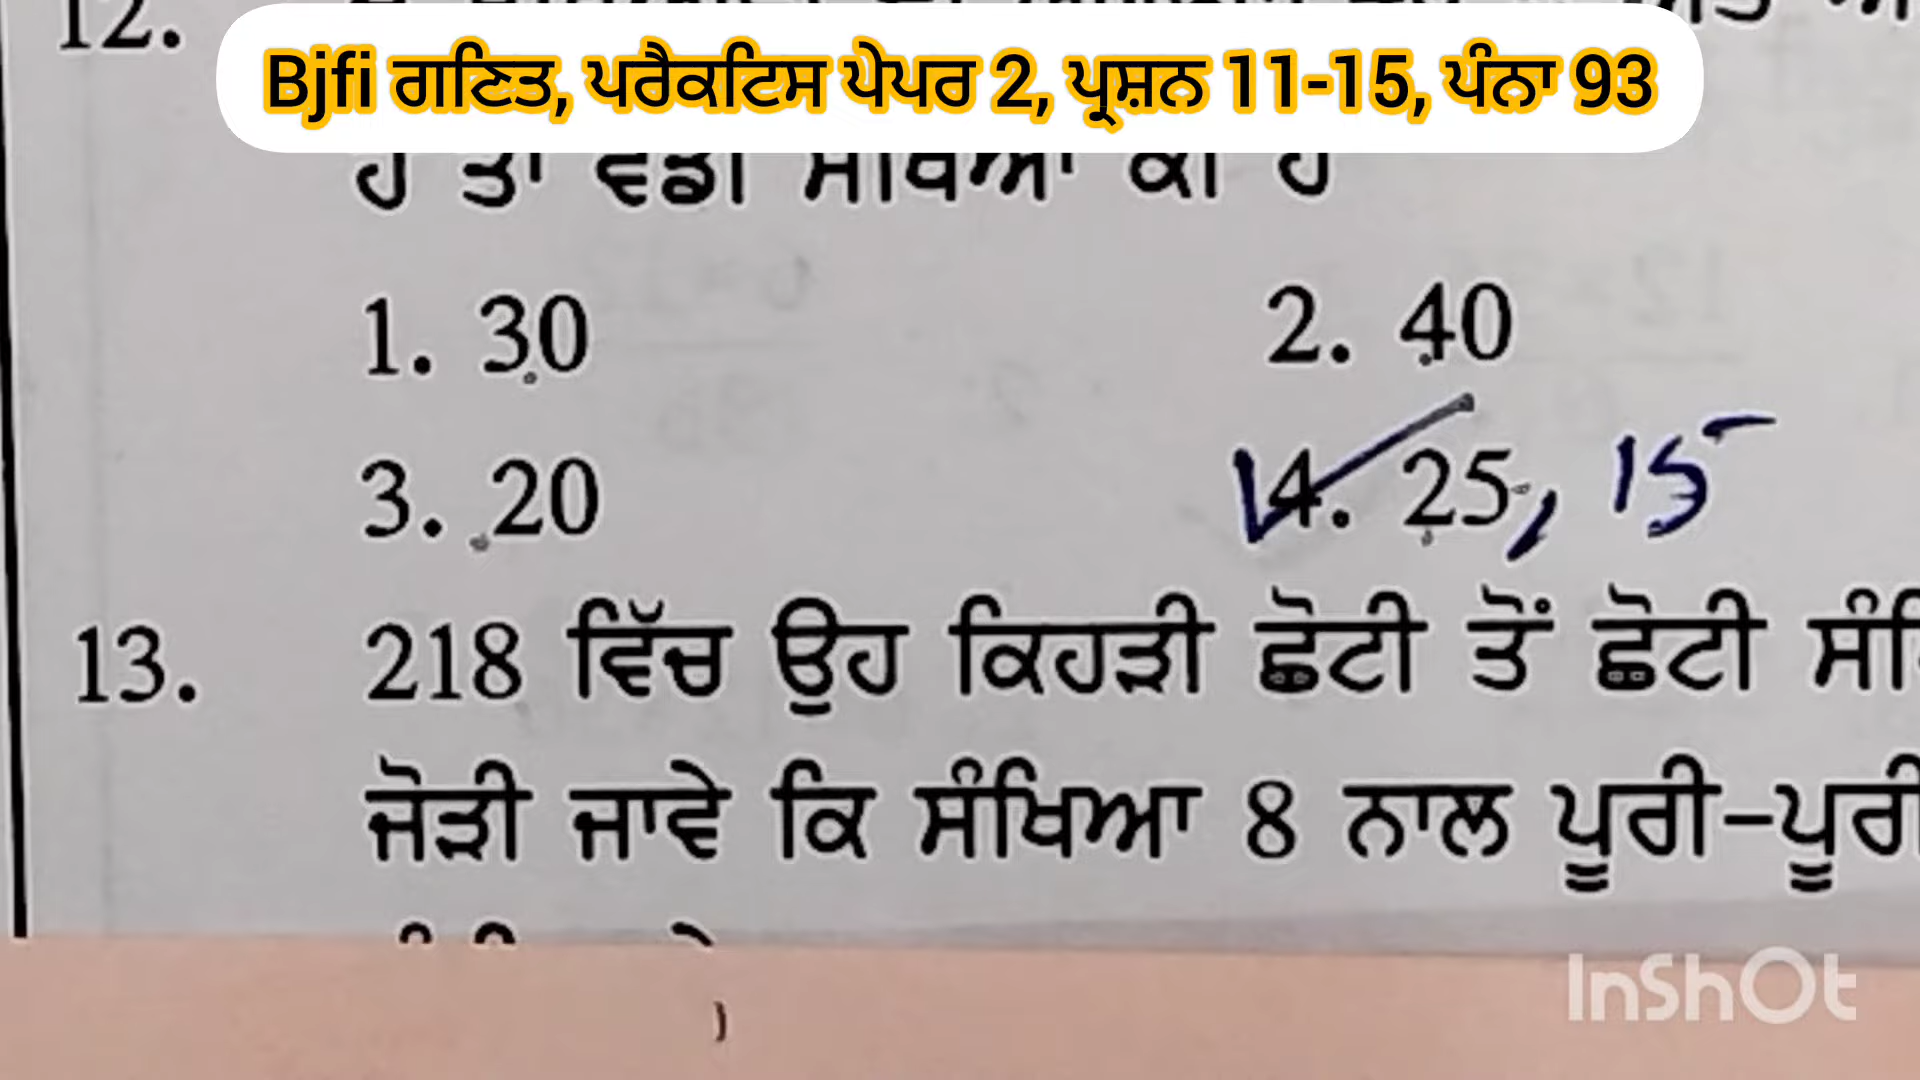 12.
Bjfi ਗਣਿਤ, ਪਰੈਕਟਿਸ ਪੇਪਰ 2, ਪ੍ਰਸ਼ਨ 11-15, ਪੰਨਾ 93
ਹੈ ਤਾਂ ਵੱਡੀ ਸੰਖਿਆ ਕੀ ਹੈ
1. 30 2. 40
3. 20 4. 25, 15
13. 218 ਵਿੱਚ ਉਹ ਕਿਹੜੀ ਛੋਟੀ ਤੋਂ ਛੋਟੀ
ਜੋੜੀ ਜਾਵੇ ਕਿ ਸੰਖਿਆ 8 ਨਾਲ ਪੂਰੀ-ਪੂਰੀ
InShOt